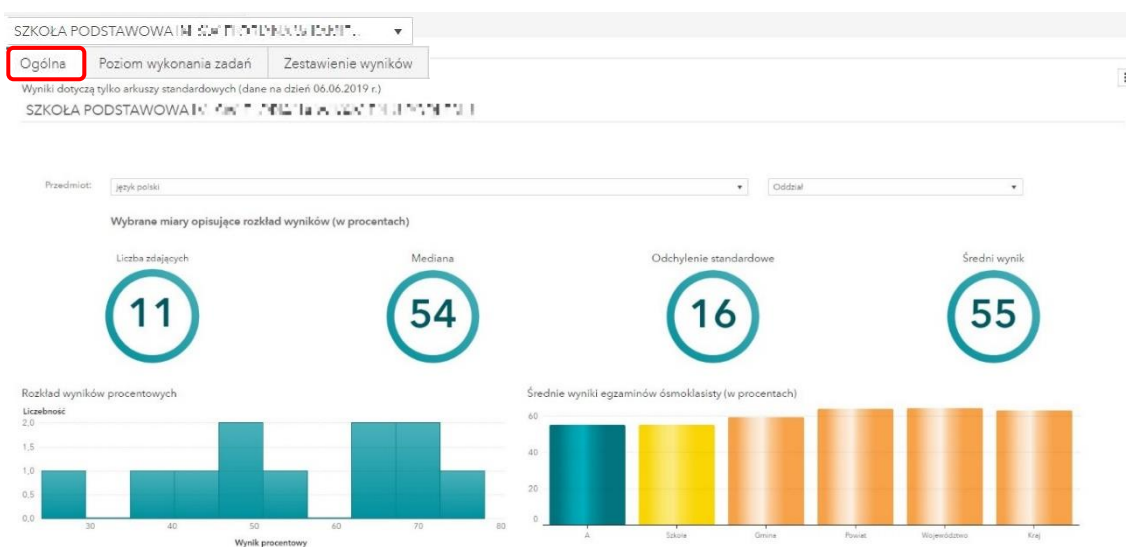 SZKOŁA PODSTAWOWA
Ogólna Poziom wykonania zadań Zestawienie wyników
Wyniki dotyczą tylko arkuszy standardowych (dane na dzień 06.06.2019 r.)
SZKOŁA PODSTAWOWA
Przedmiot: język polski Oddział
Wybrane miary opisujące rozkład wyników (w procentach)
Liczba zdających Mediana Odchylenie standardowe Średni wynik
11 54 16 55
Rozkład wyników procentowych
Liczebność
2,0
1,5
1,0
0,5
0,0
30 40 50 60 70 80
Wynik procentowy
Średnie wyniki egzaminów ósmoklasisty (w procentach)
60
40
20
0
A Szkoła Gmina Powiat Województwo Kraj